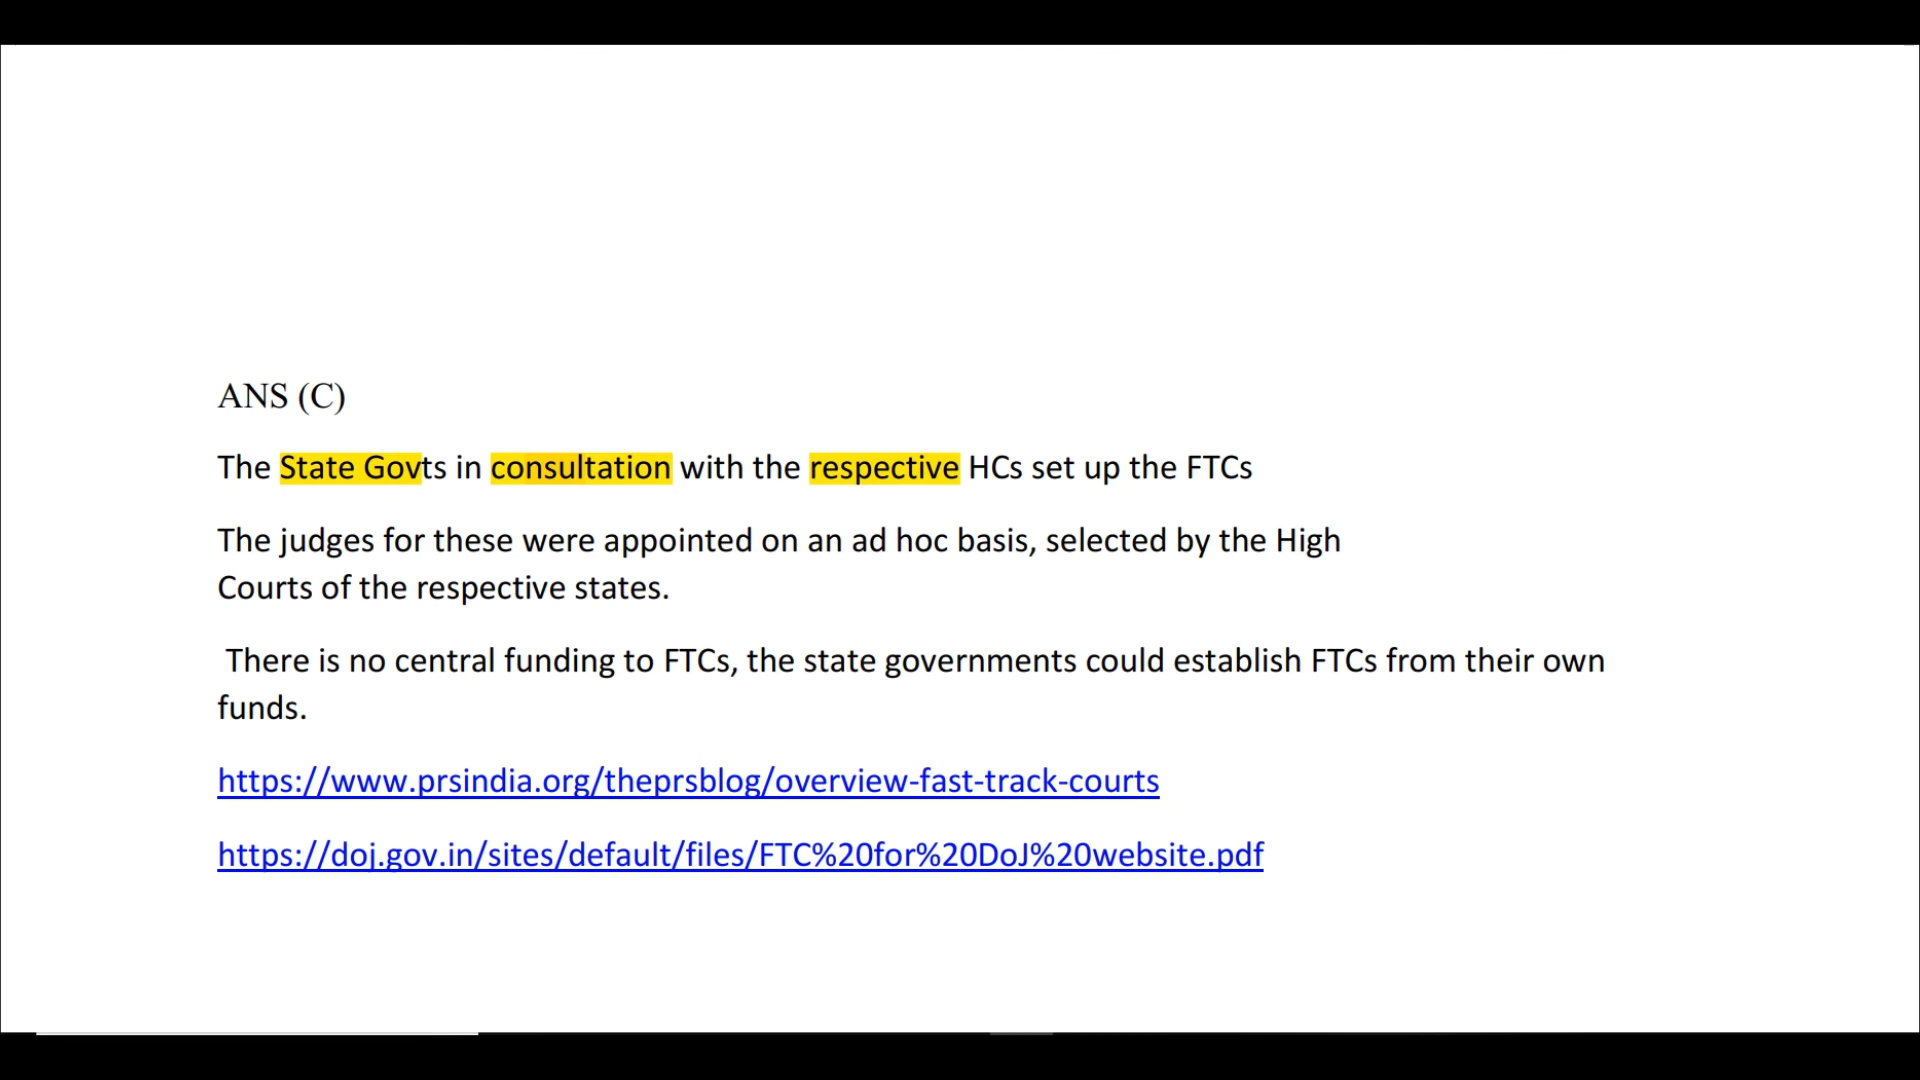 ANS (C)
The State Govts in consultation with the respective HCs set up the FTCs
The judges for these were appointed on an ad hoc basis, selected by the High
Courts of the respective states.
There is no central funding to FTCs, the state governments could establish FTCs from their own
funds.
https://www.prsindia.org/theprsblog/overview-fast-track-courts
https://doj.gov.in/sites/default/files/FTC%20for%20DoJ%20website.pdf